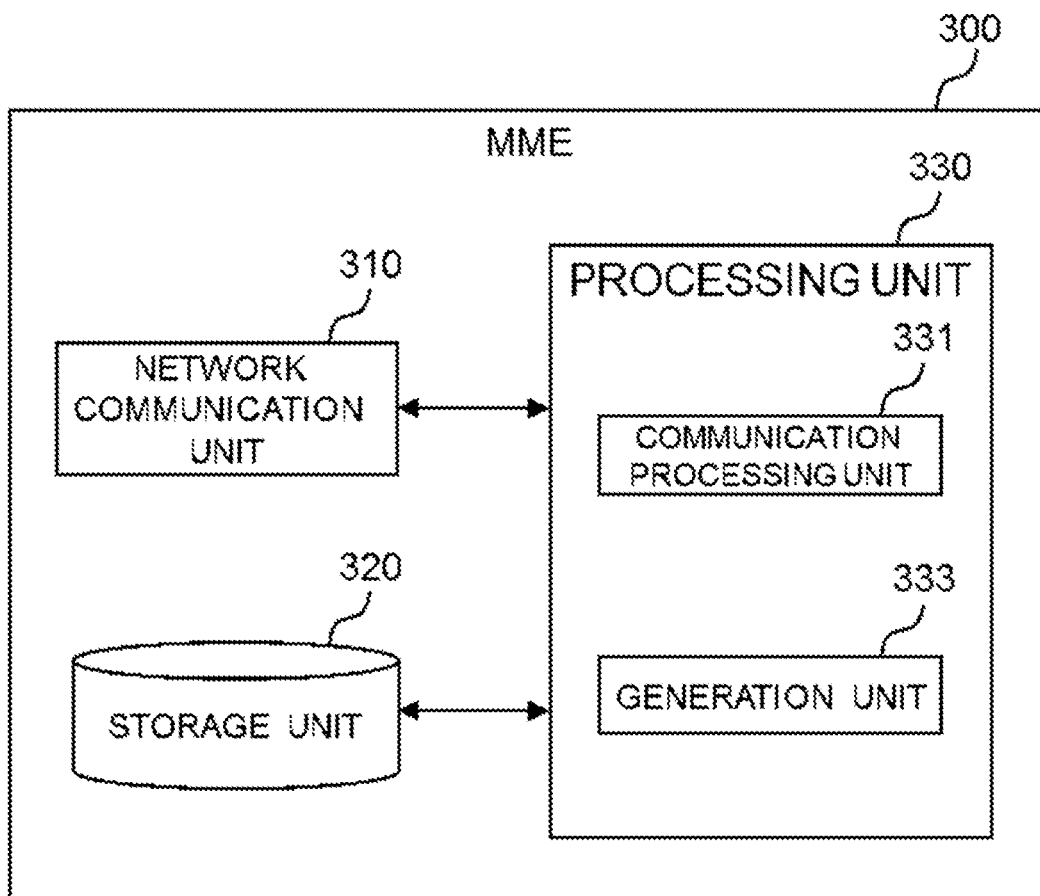 300
MME
330
310
PROCESSING UNIT
331
NETWORK
COMMUNICATION
UNIT
COMMUNICATION
PROCESSING UNIT
320
333
STORAGE UNIT
GENERATION UNIT